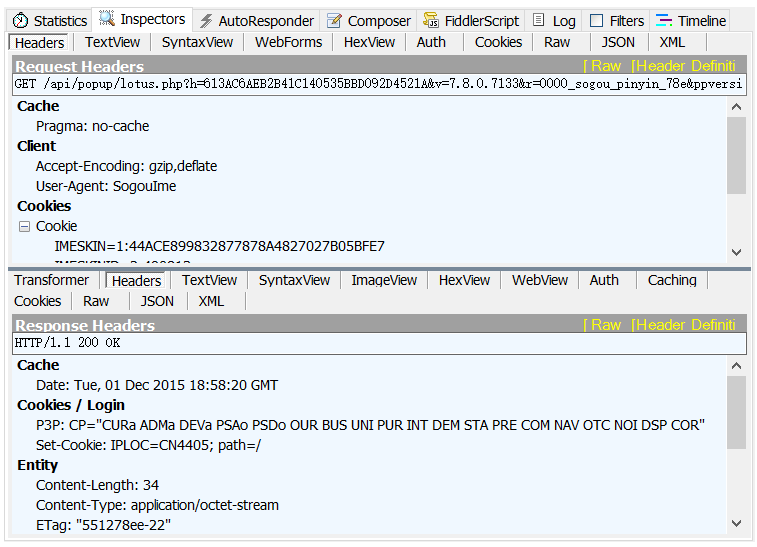 Statistics Inspectors AutoResponder Composer FiddlerScript Log Filters Timeline
Headers TextView SyntaxView WebForms HexView Auth Cookies Raw JSON XML
Request Headers [ Raw [Header Definiti
GET /api/popup/lotus.php?h=613AC6AEB2B41C140535BBD092D4521A&v=7.8.0.7133&r=0000_sogou_pinyin_78e&ppversi
Cache
Pragma: no-cache
Client
Accept-Encoding: gzip,deflate
User-Agent: SogouIme
Cookies
Cookie
IMESKIN=1:44ACE899832877878A4827027B05BFE7
Transformer Headers TextView SyntaxView ImageView HexView WebView Auth Caching
Cookies Raw JSON XML
Response Headers [ Raw [Header Definiti
HTTP/1.1 200 OK
Cache
Date: Tue, 01 Dec 2015 18:58:20 GMT
Cookies / Login
P3P: CP="CURa ADMa DEVa PSAo PSDo OUR BUS UNI PUR INT DEM STA PRE COM NAV OTC NOI DSP COR"
Set-Cookie: IPLOC=CN4405; path=/
Entity
Content-Length: 34
Content-Type: application/octet-stream
ETag: "551278ee-22"